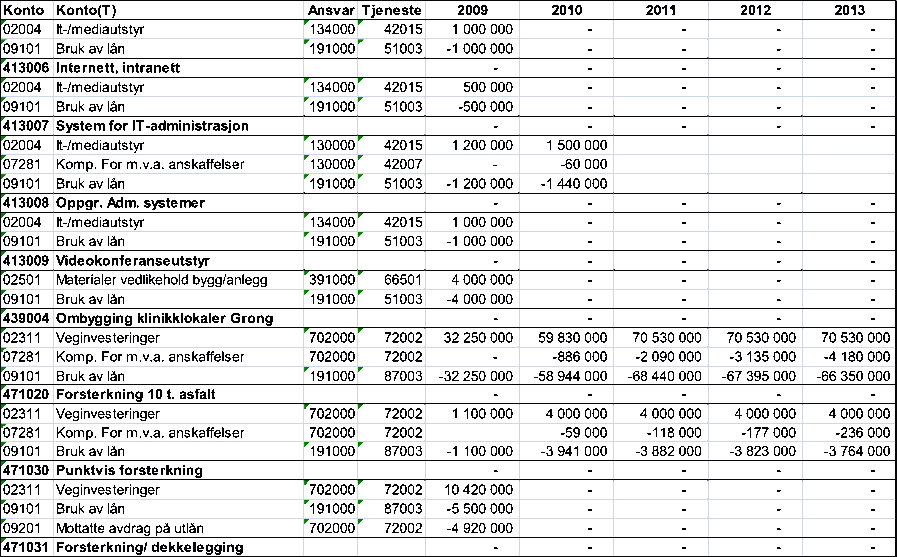 Konto Konto(T) Ansvar Tjeneste 2009 2010 2011 2012 2013
02004 It-/mediautstyr 134000 42015 1 000 000 - - - -
09101 Bruk av lån 191000 51003 -1 000 000 - - - -
413006 Internett, intranett - - - - -
02004 It-/mediautstyr 134000 42015 500 000 - - - -
09101 Bruk av lån 191000 51003 -500 000 - - - -
413007 System for IT-administrasjon - - - - -
02004 It-/mediautstyr 130000 42015 1 200 000 1 500 000
07281 Komp. For m.v.a. anskaffelser 130000 42007 - -60 000
09101 Bruk av lån 191000 51003 -1 200 000 -1 440 000
413008 Oppgr. Adm. systemer - - - - -
02004 It-/mediautstyr 134000 42015 1 000 000 - - - -
09101 Bruk av lån 191000 51003 -1 000 000 - - - -
413009 Videokonferanseutstyr - - - - -
02501 Materialer vedlikehold bygg/anlegg 391000 66501 4 000 000 - - - -
09101 Bruk av lån 191000 51003 -4 000 000 - - - -
439004 Ombygging klinikklokaler Grong - - - - -
02311 Veginvesteringer 702000 72002 32 250 000 59 830 000 70 530 000 70 530 000 70 530 000
07281 Komp. For m.v.a. anskaffelser 702000 72002 - -886 000 -2 090 000 -3 135 000 -4 180 000
09101 Bruk av lån 191000 87003 -32 250 000 -58 944 000 -68 440 000 -67 395 000 -66 350 000
471020 Forsterkning 10 t. asfalt - - - - -
02311 Veginvesteringer 702000 72002 1 100 000 4 000 000 4 000 000 4 000 000 4 000 000
07281 Komp. For m.v.a. anskaffelser 702000 72002 -59 000 -118 000 -177 000 -236 000
09101 Bruk av lån 191000 87003 -1 100 000 -3 941 000 -3 882 000 -3 823 000 -3 764 000
471030 Punktvis forsterkning - - - - -
02311 Veginvesteringer 702000 72002 10 420 000 - - - -
09101 Bruk av lån 191000 87003 -5 500 000 - - - -
09201 Mottatte avdrag på utlån 702000 72002 -4 920 000 - - - -
471031 Forsterkning/ dekkelegging - - - - -